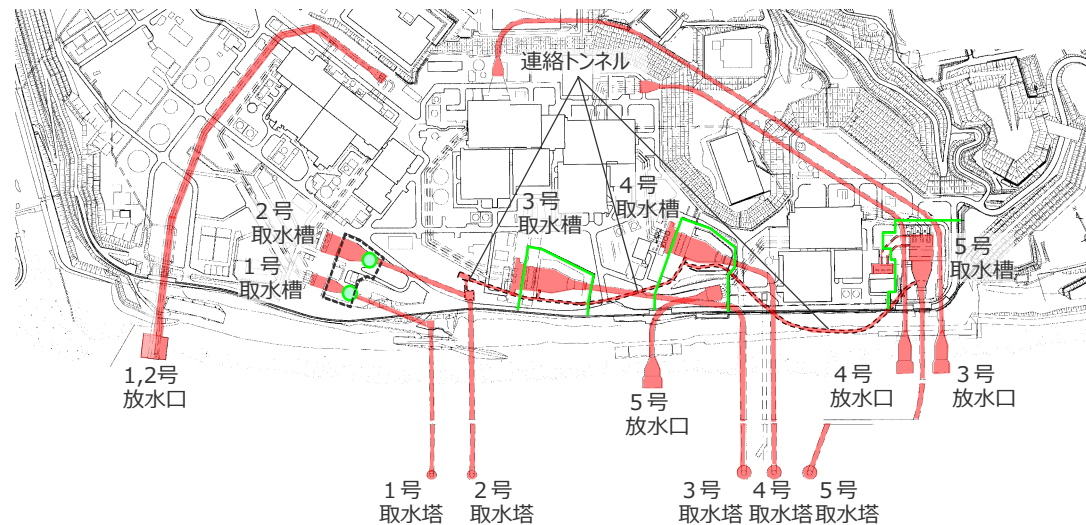 連絡トンネル
２号
取水槽
１号
取水槽
３号
取水槽
４号
取水槽
５号
取水槽
1,2号
放水口
５号
放水口
４号
放水口
３号
放水口
１号
取水塔
２号
取水塔
３号
取水塔
４号
取水塔
５号
取水塔